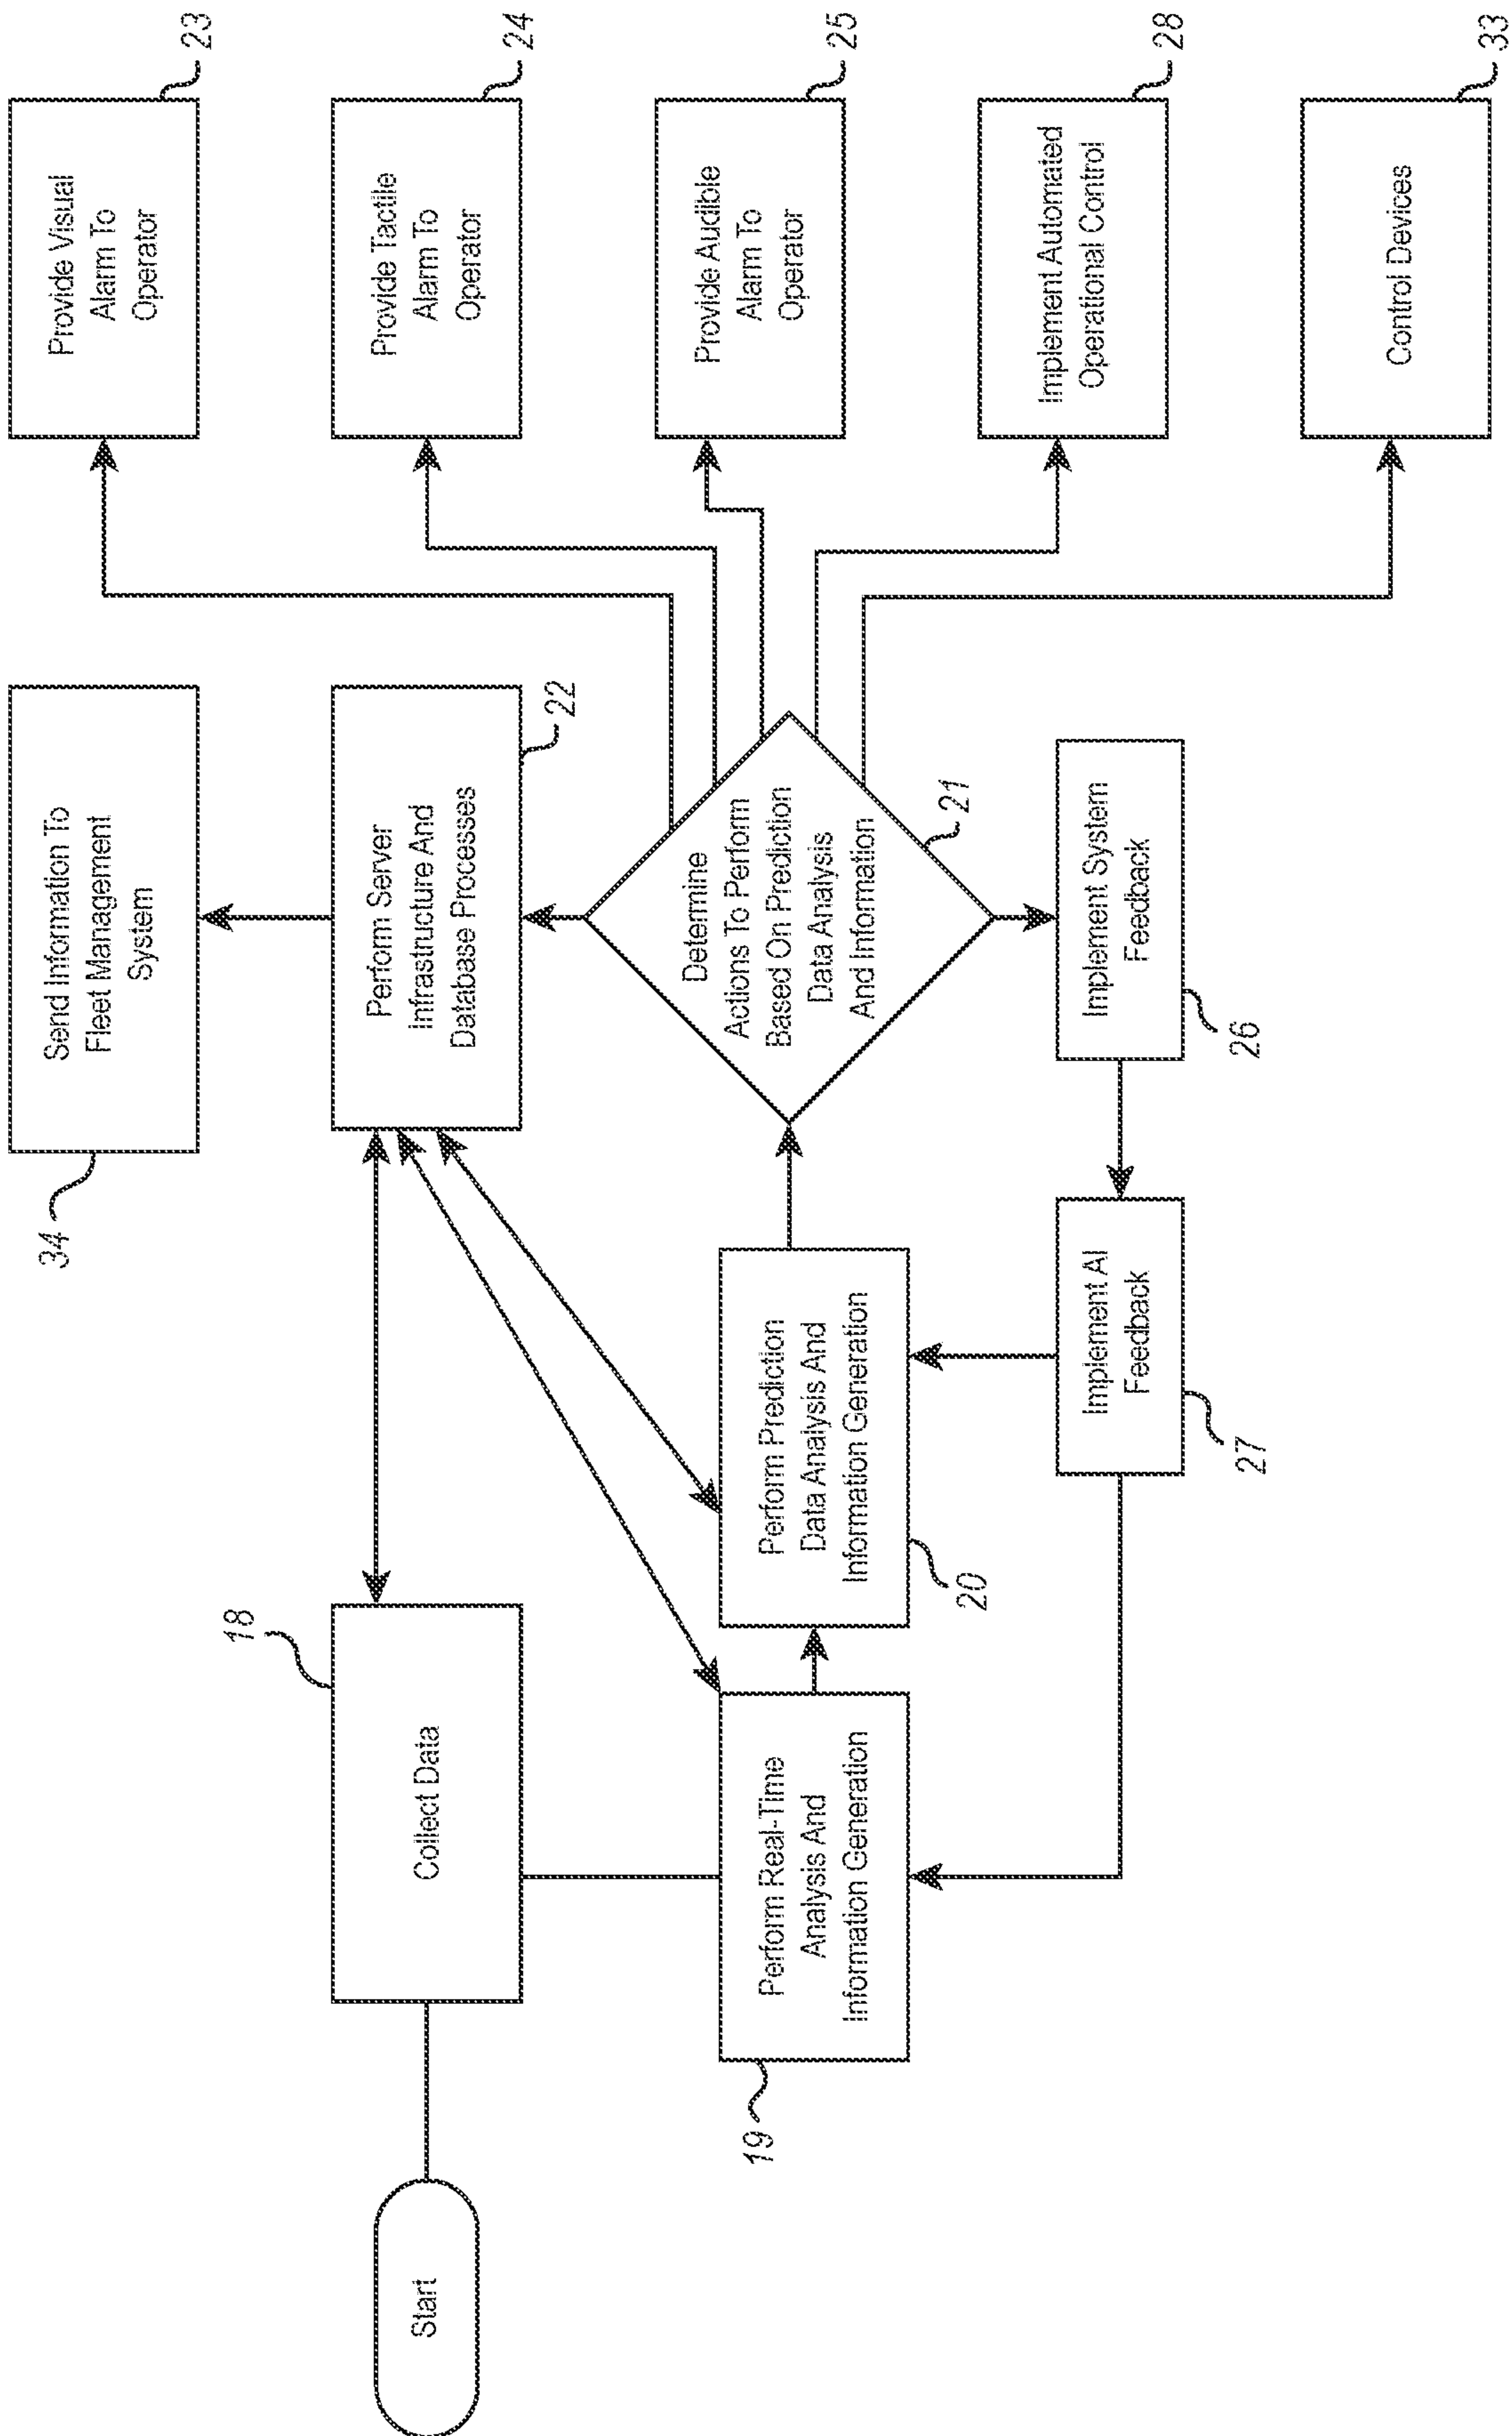 Start
18
Collect Data
34
Send Information To
Fleet Management
System
Perform Server
Infrastructure And
Database Processes
22
19
Perform Real-Time
Analysis And
Information Generation
Perform Prediction
Data Analysis And
Information Generation
20
Determine
Actions To Perform
Based On Prediction
Data Analysis
And Information
21
Implement System
Feedback
26
Implement AI
Feedback
27
Provide Visual
Alarm To
Operator
23
Provide Tactile
Alarm To
Operator
24
Provide Audible
Alarm To
Operator
25
Implement Automated
Operational Control
28
Control Devices
33